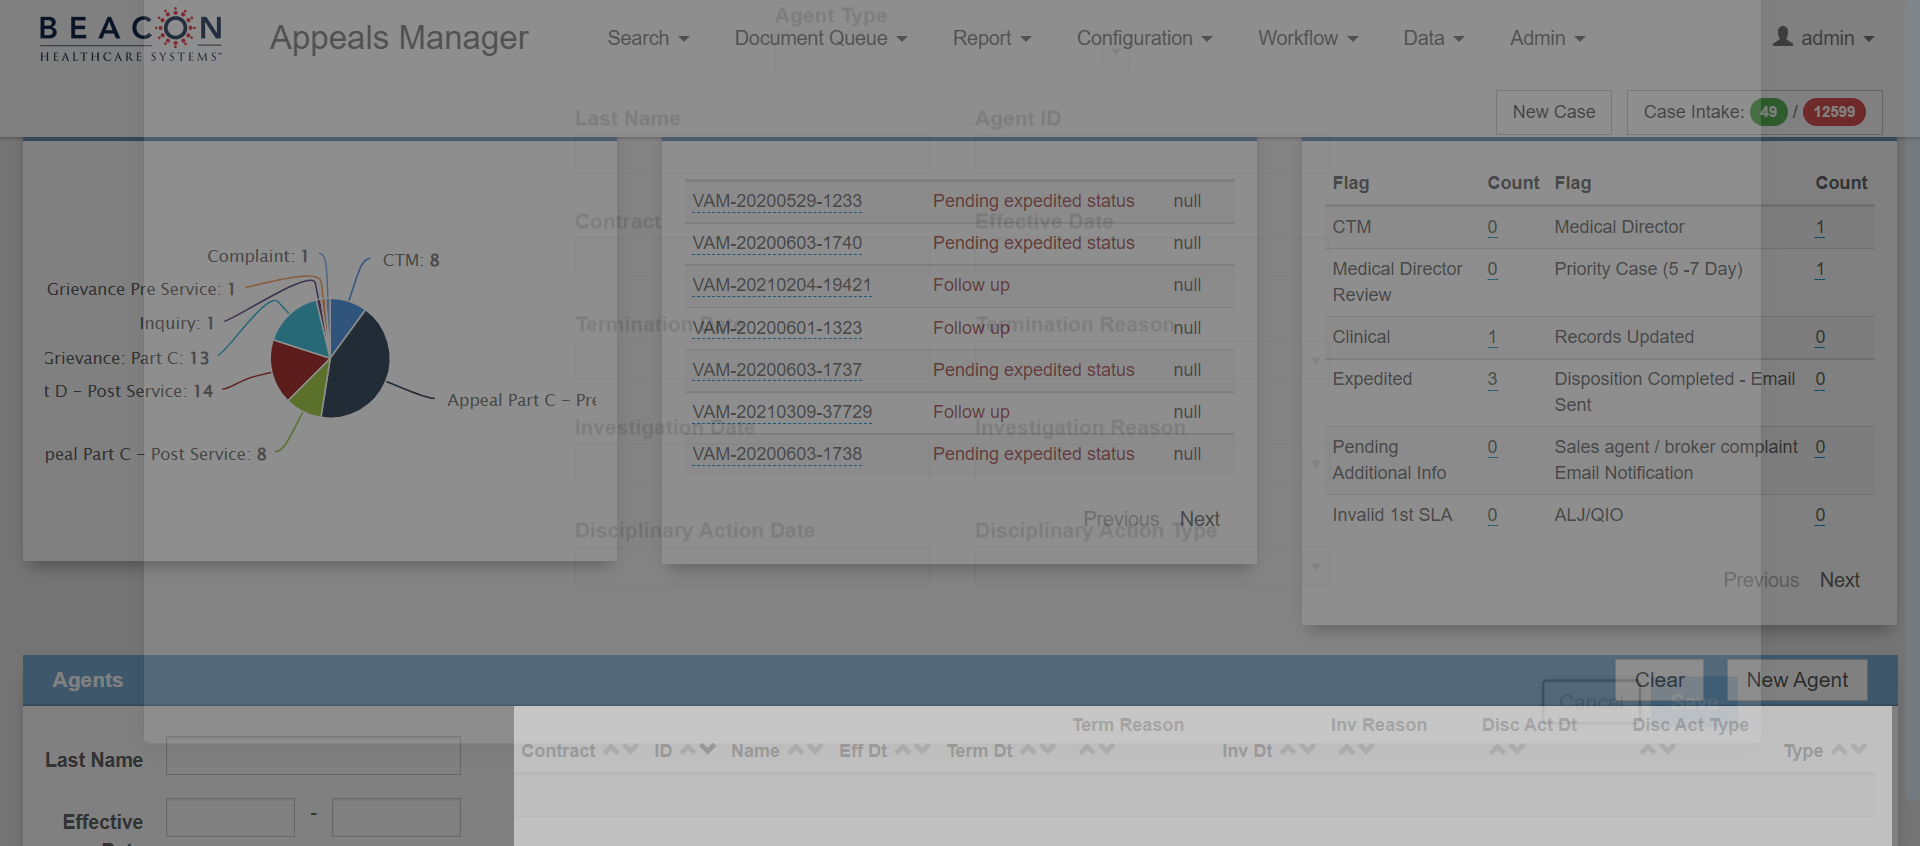 BEACON
HEALTHCARE SYSTEMS™
Appeals Manager
Search
Document Queue
Report
Configuration
Workflow
Data
Admin
admin
Agent Type
New Case
Case Intake: 49 / 12599
Last Name
Agent ID
Contract
Effective Date
Termination Date
Termination Reason
Investigation Date
Investigation Reason
Disciplinary Action Date
Disciplinary Action Type
Cancel
Save
Complaint: 1
CTM: 8
Grievance Pre Service: 1
Inquiry: 1
Grievance: Part C: 13
t D – Post Service: 14
Appeal Part C – Pre
peal Part C – Post Service: 8
VAM-20200529-1233 Pending expedited status null
VAM-20200603-1740 Pending expedited status null
VAM-20210204-19421 Follow up null
VAM-20200601-1323 Follow up null
VAM-20200603-1737 Pending expedited status null
VAM-20210309-37729 Follow up null
VAM-20200603-1738 Pending expedited status null
Previous Next
Flag Count Flag Count
CTM 0 Medical Director 1
Medical Director Review 0 Priority Case (5 -7 Day) 1
Clinical 1 Records Updated 0
Expedited 3 Disposition Completed - Email Sent 0
Pending Additional Info 0 Sales agent / broker complaint Email Notification 0
Invalid 1st SLA 0 ALJ/QIO 0
Previous Next
Agents
Clear
New Agent
Last Name
Effective
-
Contract ID Name Eff Dt Term Dt Term Reason Inv Dt Inv Reason Disc Act Dt Disc Act Type Type